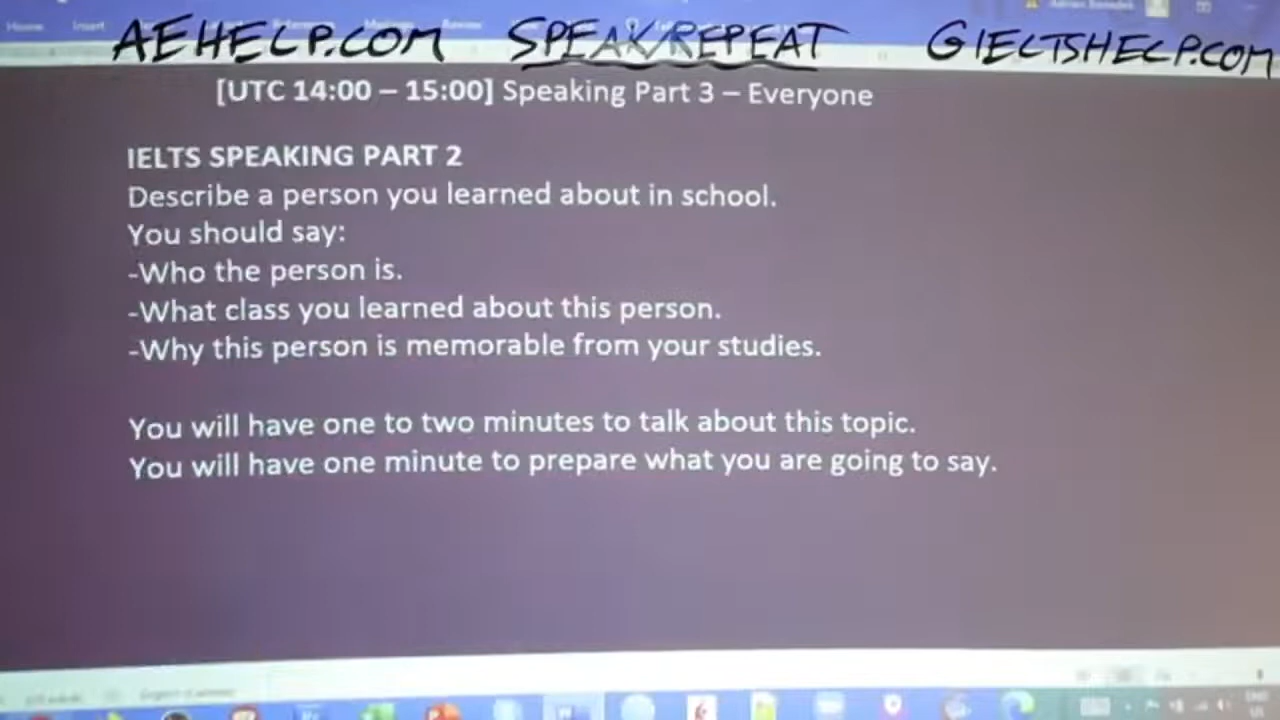 Home Insert
AEHELP.COM SPEAK/REPEAT GIELTSHELP.COM
[UTC 14:00 – 15:00] Speaking Part 3 – Everyone
IELTS SPEAKING PART 2
Describe a person you learned about in school.
You should say:
-Who the person is.
-What class you learned about this person.
-Why this person is memorable from your studies.
You will have one to two minutes to talk about this topic.
You will have one minute to prepare what you are going to say.